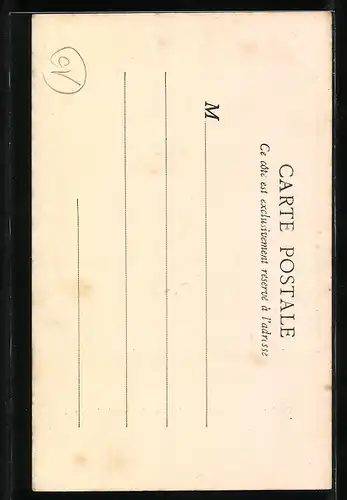 CARTE POSTALE
Ce côté est exclusivement réservé à l'adresse
M